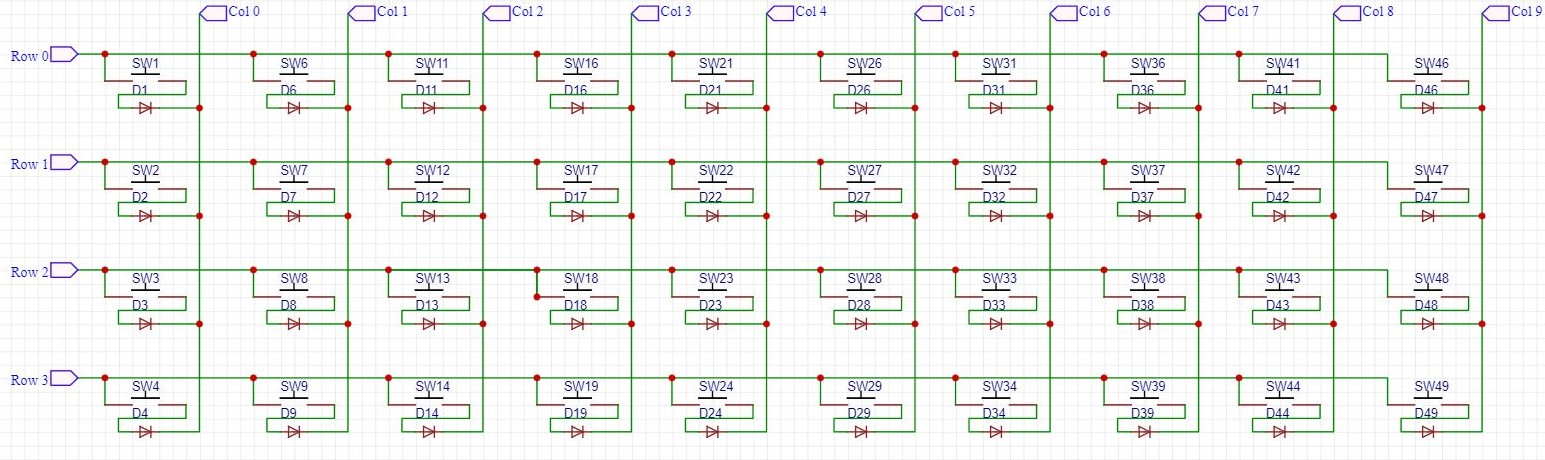 Col 0 Col 1 Col 2 Col 3 Col 4 Col 5 Col 6 Col 7 Col 8 Col 9
Row 0
SW1 SW6 SW11 SW16 SW21 SW26 SW31 SW36 SW41 SW46
D1 D6 D11 D16 D21 D26 D31 D36 D41 D46
Row 1
SW2 SW7 SW12 SW17 SW22 SW27 SW32 SW37 SW42 SW47
D2 D7 D12 D17 D22 D27 D32 D37 D42 D47
Row 2
SW3 SW8 SW13 SW18 SW23 SW28 SW33 SW38 SW43 SW48
D3 D8 D13 D18 D23 D28 D33 D38 D43 D48
Row 3
SW4 SW9 SW14 SW19 SW24 SW29 SW34 SW39 SW44 SW49
D4 D9 D14 D19 D24 D29 D34 D39 D44 D49